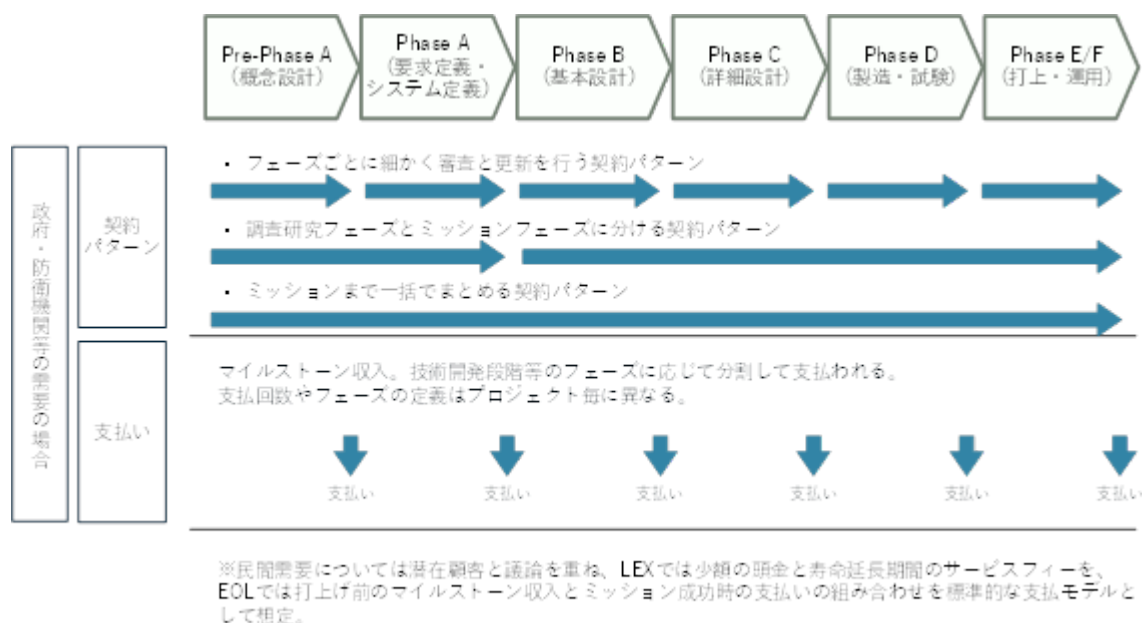 Pre-Phase A
（概念設計）
Phase A
（要求定義・
システム定義）
Phase B
（基本設計）
Phase C
（詳細設計）
Phase D
（製造・試験）
Phase E/F
（打上・運用）
政府・防衛機関等の需要の場合
契約
パターン
• フェーズごとに細かく審査と更新を行う契約パターン
• 調査研究フェーズとミッションフェーズに分ける契約パターン
• ミッションまで一括でまとめる契約パターン
支払い
マイルストーン収入。技術開発段階等のフェーズに応じて分割して支払われる。
支払回数やフェーズの定義はプロジェクト毎に異なる。
支払い
支払い
支払い
支払い
支払い
支払い
※民間需要については潜在顧客と議論を重ね、LEXでは少額の頭金と寿命延長期間のサービスフィーを、
EOLでは打上げ前のマイルストーン収入とミッション成功時の支払いの組み合わせを標準的な支払モデルと
して想定。